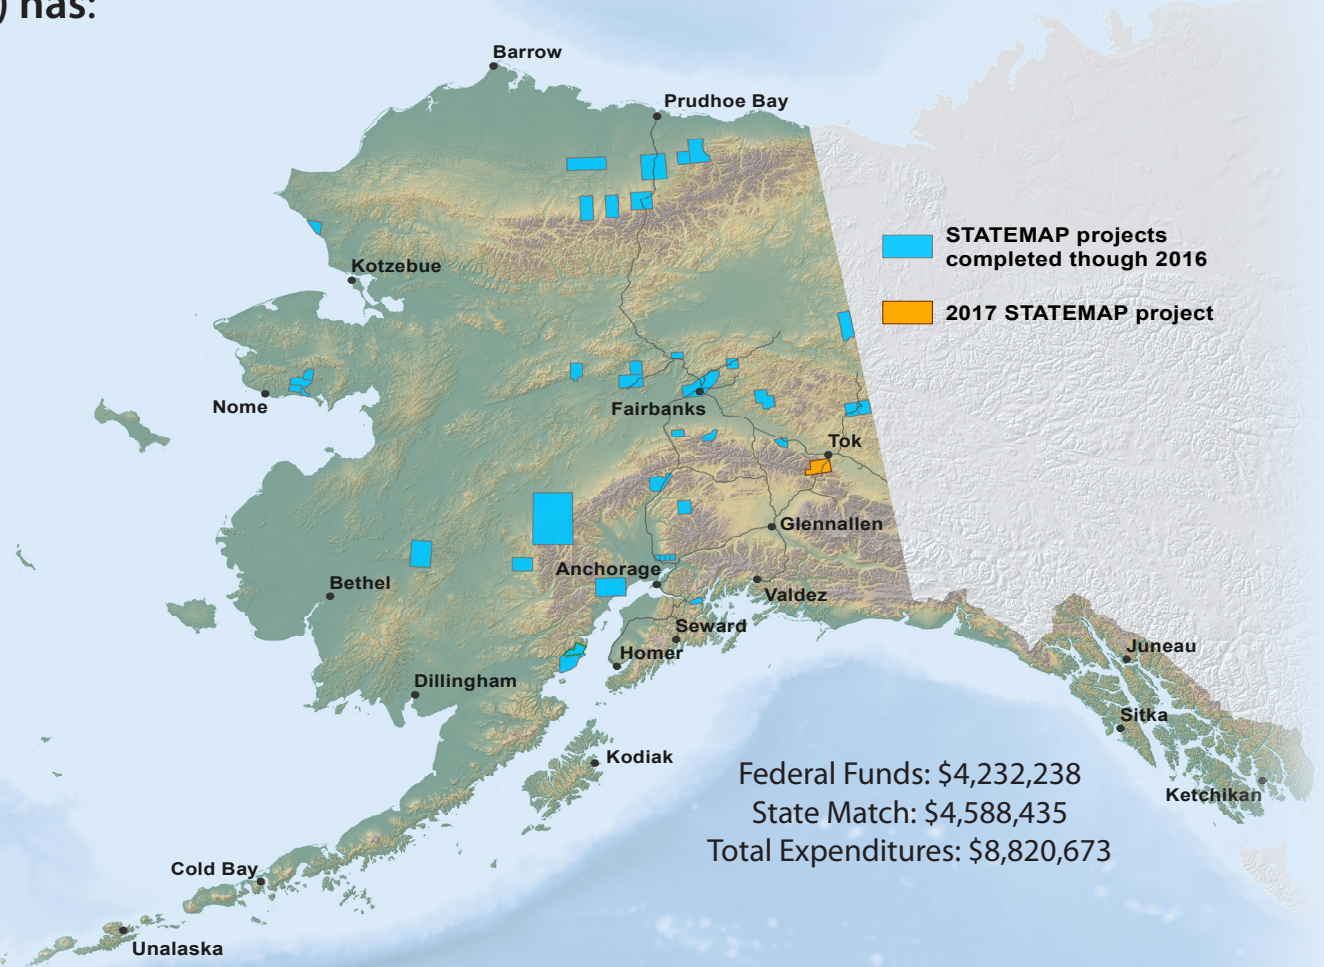 ) has:
Barrow
Prudhoe Bay
STATEMAP projects
completed though 2016
Kotzebue
2017 STATEMAP project
Nome
Fairbanks
Tok
Glennallen
Anchorage
Bethel
Valdez
Seward
Homer
Juneau
Dillingham
Sitka
Kodiak
Federal Funds: $4,232,238
Ketchikan
State Match: $4,588,435
Total Expenditures: $8,820,673
Cold Bay
Unalaska